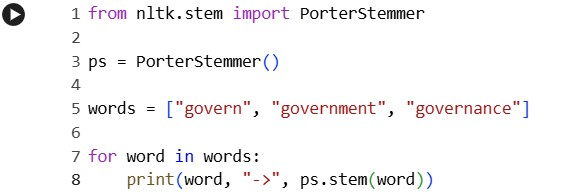 1 from nltk.stem import PorterStemmer
2
3 ps = PorterStemmer()
4
5 words = ["govern", "government", "governance"]
6
7 for word in words:
8     print(word, "->", ps.stem(word))